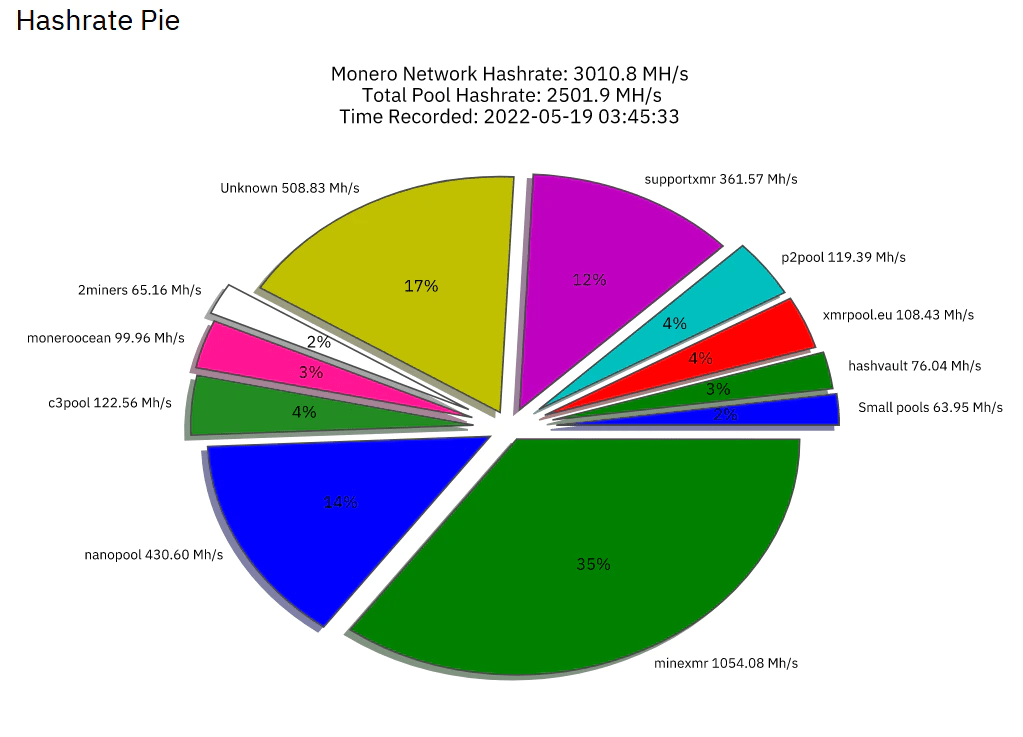 Hashrate Pie
Monero Network Hashrate: 3010.8 MH/s
Total Pool Hashrate: 2501.9 MH/s
Time Recorded: 2022-05-19 03:45:33
supportxmr 361.57 Mh/s
Unknown 508.83 Mh/s
p2pool 119.39 Mh/s
12%
17%
2miners 65.16 Mh/s
xmrpool.eu 108.43 Mh/s
4%
moneroocean 99.96 Mh/s
2%
4%
hashvault 76.04 Mh/s
3%
3%
c3pool 122.56 Mh/s
4%
2%
Small pools 63.95 Mh/s
14%
nanopool 430.60 Mh/s
35%
minexmr 1054.08 Mh/s